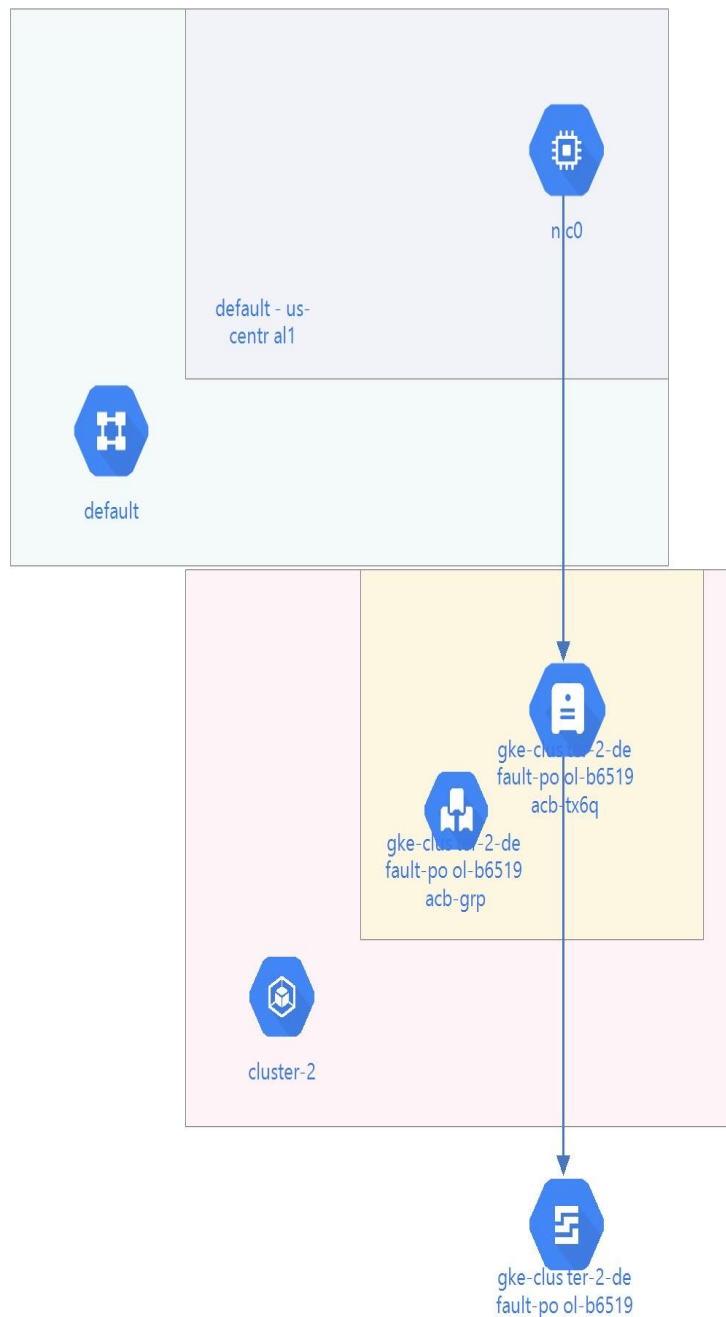 nic0
default - us-
centr al1
default
gke-clus ter-2-de
fault-po ol-b6519
acb-tx6q
gke-clus ter-2-de
fault-po ol-b6519
acb-grp
cluster-2
gke-clus ter-2-de
fault-po ol-b6519